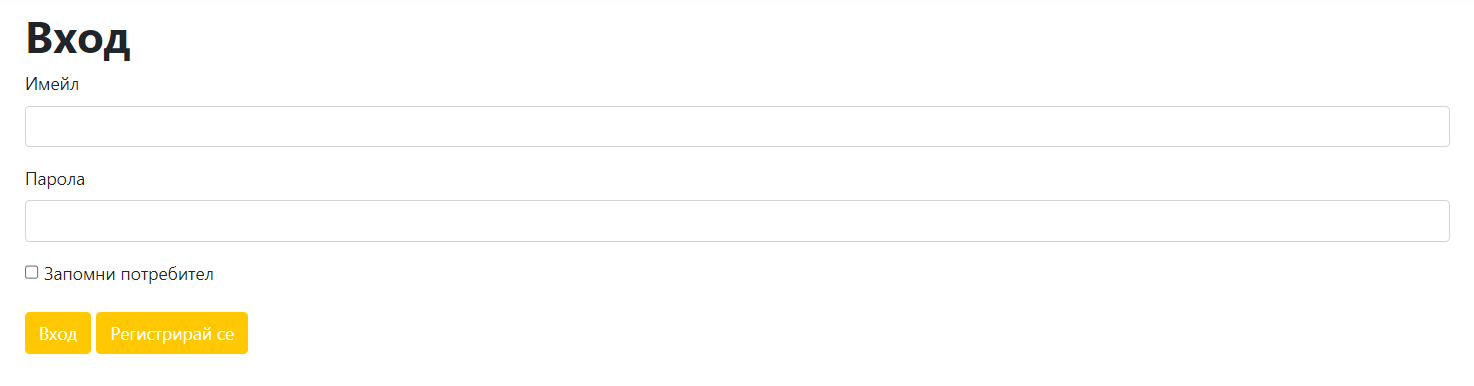 Вход
Имейл
Парола
Запомни потребител
Вход Регистрирай се